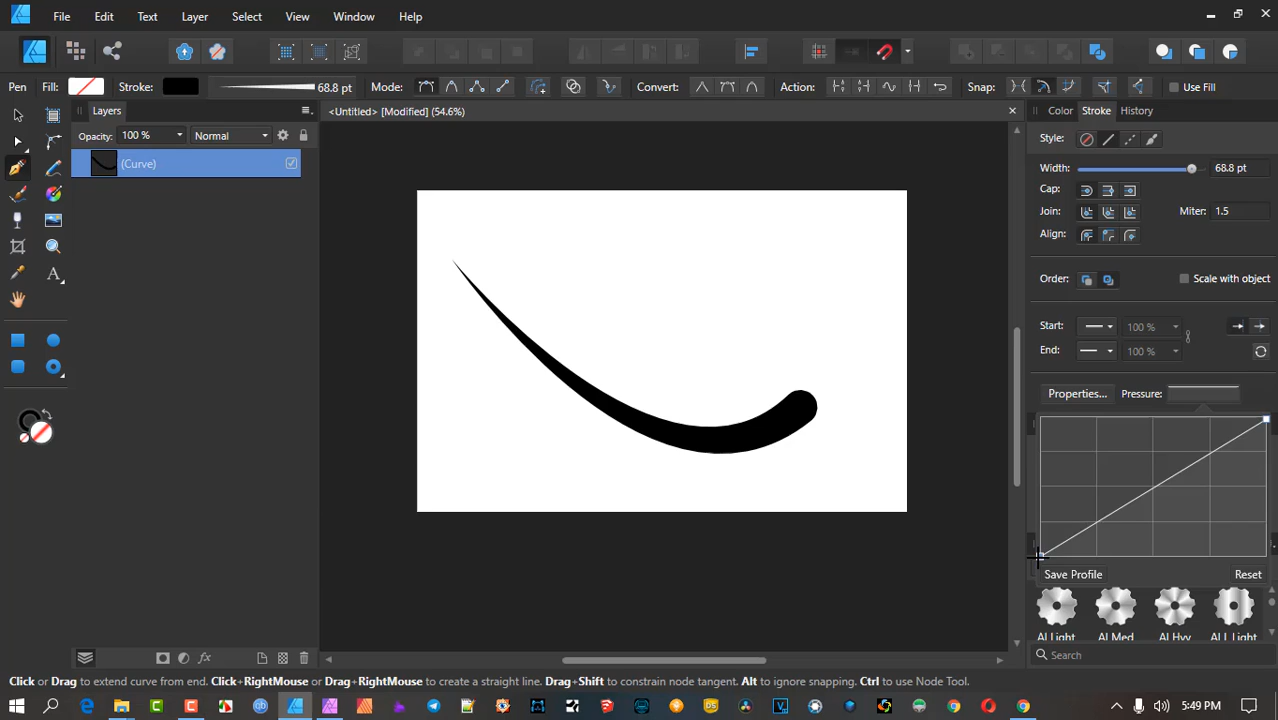 File Edit Text Layer Select View Window Help
Pen Fill: Stroke: 68.8 pt Mode: Convert: Action: Snap: Use Fill
Layers
<Untitled> [Modified] (54.6%)
Color Stroke History
Opacity: 100 % Normal
Style:
(Curve)
Width: 68.8 pt
Cap:
Join: Miter: 1.5
Align:
Order: Scale with object
Start: 100 %
End: 100 %
Properties... Pressure:
Save Profile Reset
AI Light AI Med AI Hvy
Search
Click or Drag to extend curve from end. Click+RightMouse or Drag+RightMouse to create a straight line. Drag+Shift to constrain node tangent. Alt to ignore snapping. Ctrl to use Node Tool.
5:49 PM